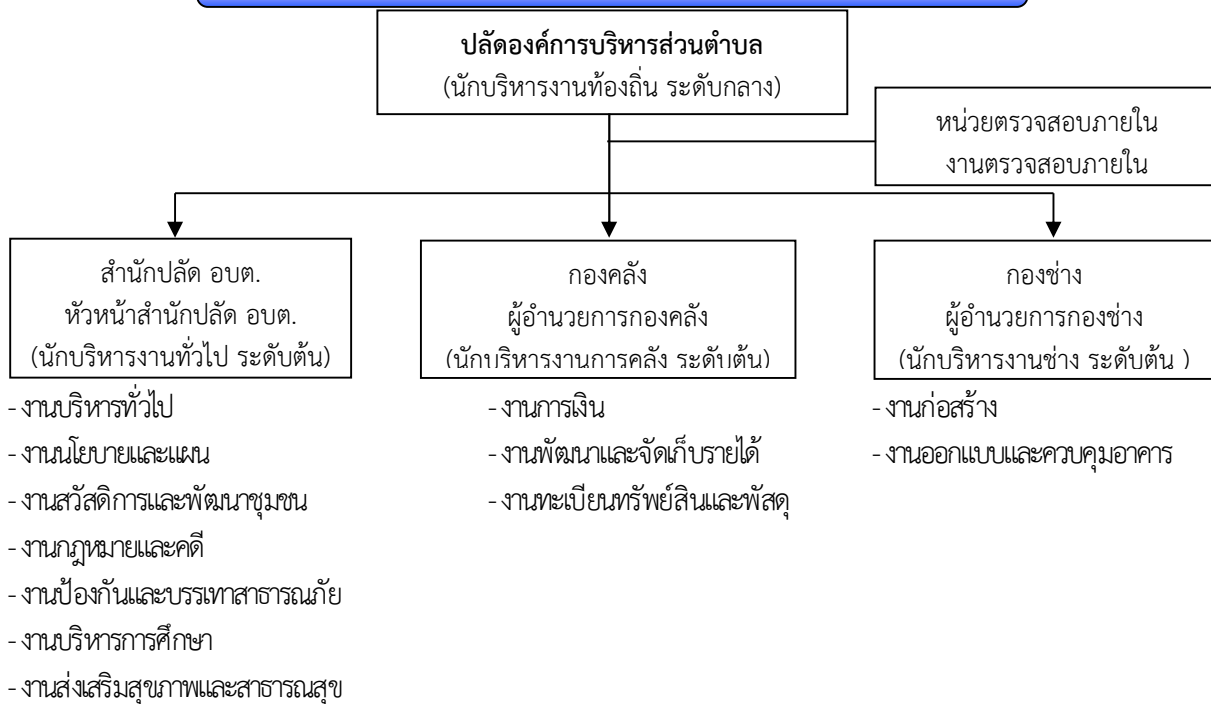 ปลัดองค์การบริหารส่วนตำบล
(นักบริหารงานท้องถิ่น ระดับกลาง)
หน่วยตรวจสอบภายใน
งานตรวจสอบภายใน
สำนักปลัด อบต.
หัวหน้าสำนักปลัด อบต.
(นักบริหารงานทั่วไป ระดับต้น)
- งานบริหารทั่วไป
- งานนโยบายและแผน
- งานสวัสดิการและพัฒนาชุมชน
- งานกฎหมายและคดี
- งานป้องกันและบรรเทาสาธารณภัย
- งานบริหารการศึกษา
- งานส่งเสริมสุขภาพและสาธารณสุข
กองคลัง
ผู้อำนวยการกองคลัง
(นักบริหารงานการคลัง ระดับต้น)
- งานการเงิน
- งานพัฒนาและจัดเก็บรายได้
- งานทะเบียนทรัพย์สินและพัสดุ
กองช่าง
ผู้อำนวยการกองช่าง
(นักบริหารงานช่าง ระดับต้น )
- งานก่อสร้าง
- งานออกแบบและควบคุมอาคาร